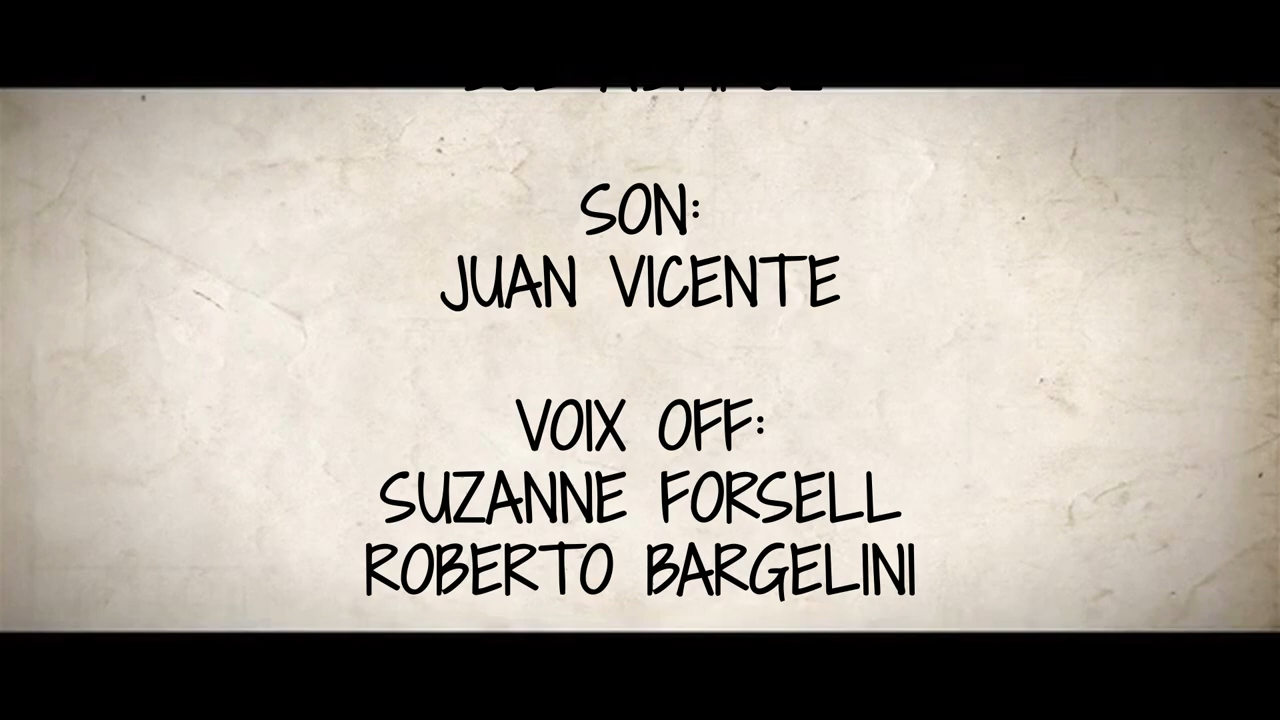 SON:
JUAN VICENTE
VOIX OFF:
SUZANNE FORSELL
ROBERTO BARGELINI